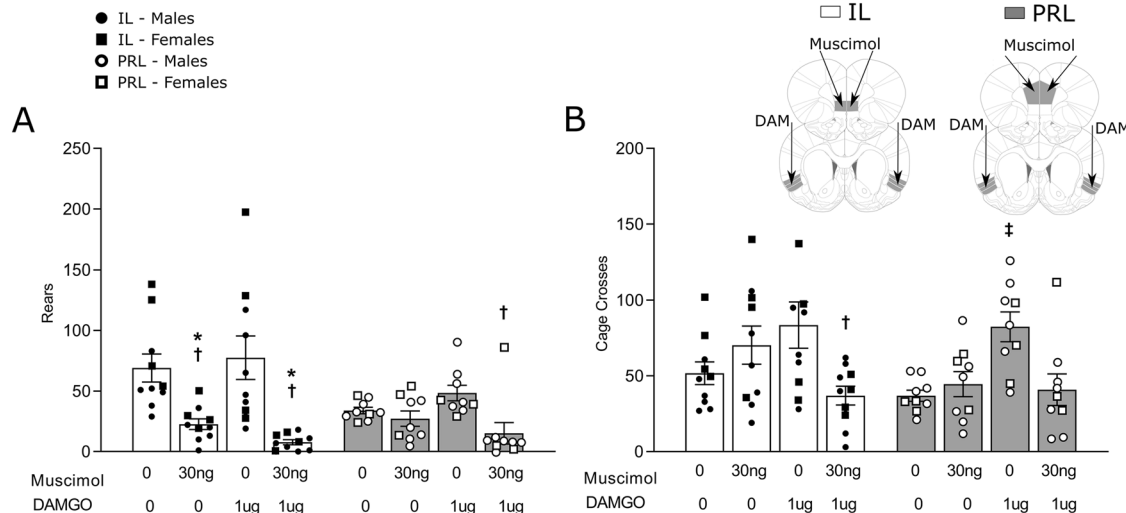 IL - Males
IL - Females
PRL - Males
PRL - Females
IL
PRL
Muscimol
Muscimol
DAM
DAM
DAM
DAM
A
B
250
200
150
100
50
0
Rears
*
†
*
†
†
0 30ng 0 30ng 0 30ng 0 30ng
Muscimol
DAMGO
0 0 1ug 1ug 0 0 1ug 1ug
200
150
100
50
0
Cage Crosses
†
‡
0 30ng 0 30ng 0 30ng 0 30ng
Muscimol
DAMGO
0 0 1ug 1ug 0 0 1ug 1ug